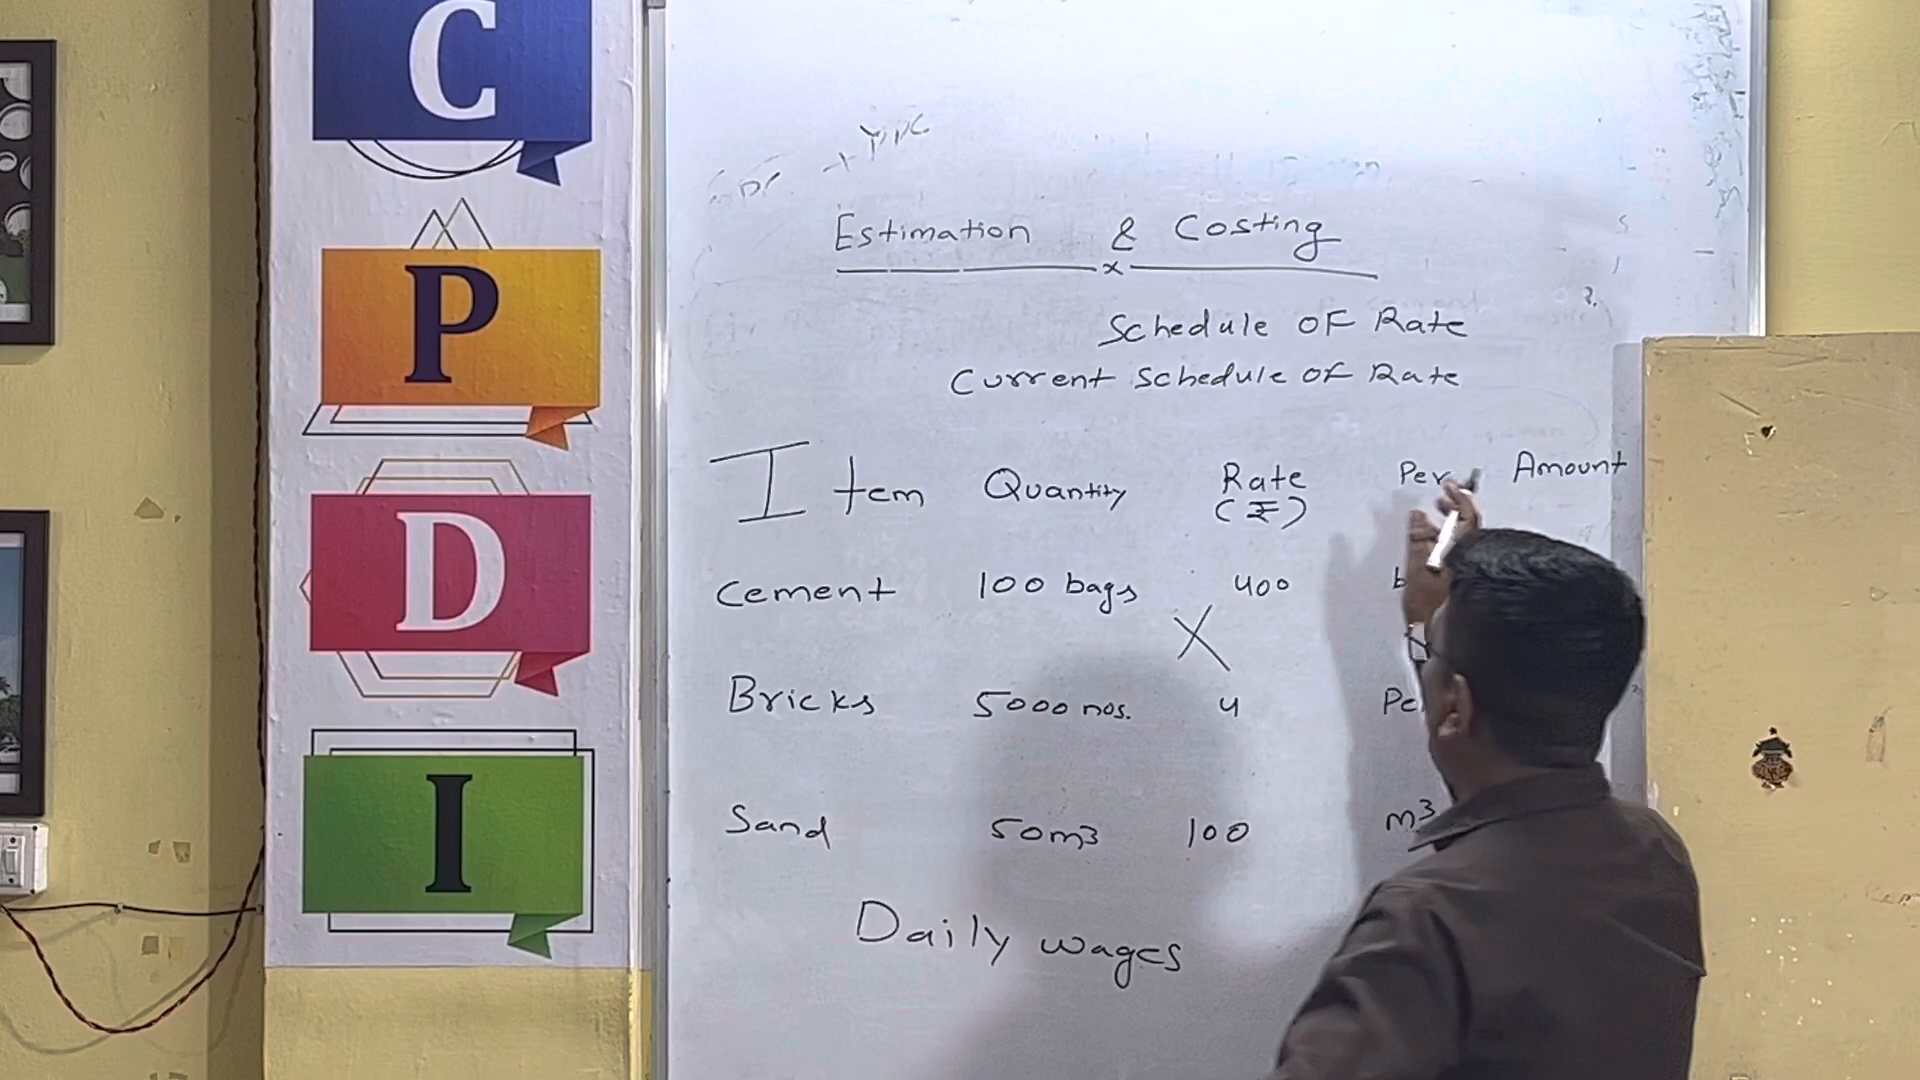 C
P
D
I
Estimation & Costing
x
Schedule OF Rate
Current Schedule OF Rate
Item Quantity Rate Per Amount
(₹)
Cement 100 bags 400
X
Bricks 5000 nos. 4
Sand 50m3 100 m³
Daily wages